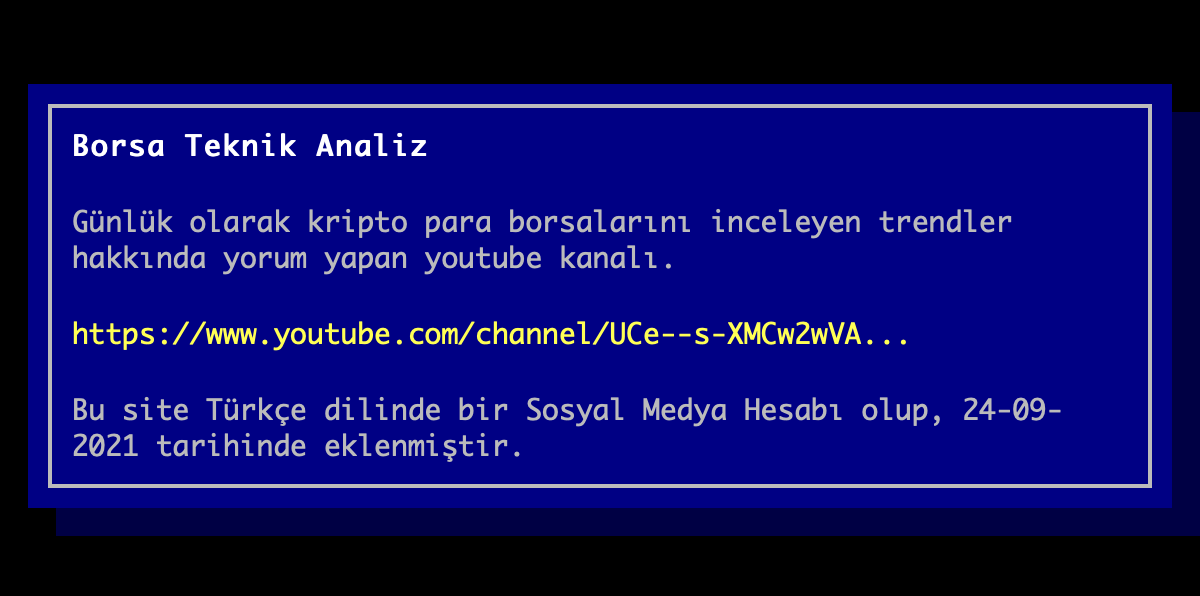 Borsa Teknik Analiz
Günlük olarak kripto para borsalarını inceleyen trendler
hakkında yorum yapan youtube kanalı.
https://www.youtube.com/channel/UCe--s-XMCw2wVA...
Bu site Türkçe dilinde bir Sosyal Medya Hesabı olup, 24-09-
2021 tarihinde eklenmiştir.